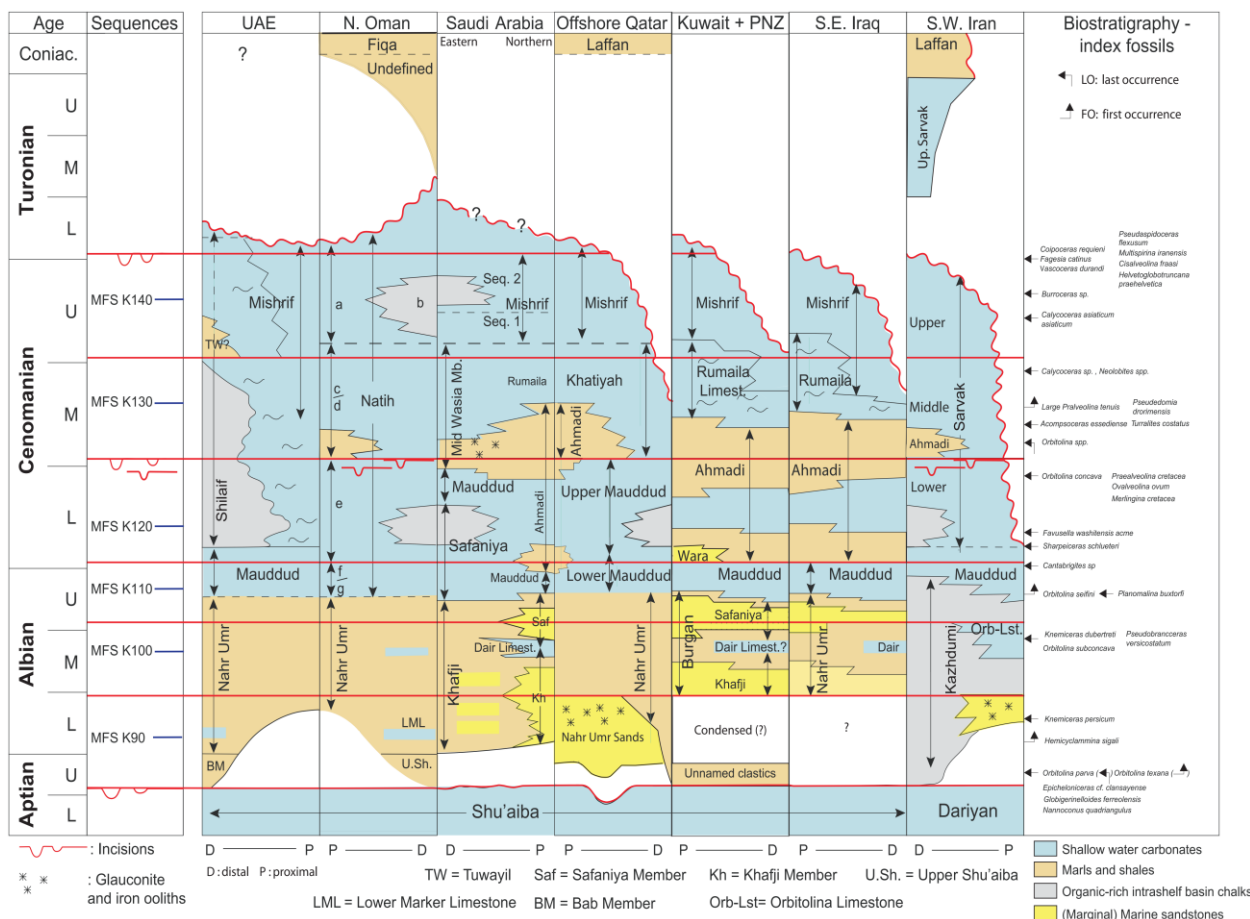 Age Sequences UAE N. Oman Saudi Arabia Offshore Qatar Kuwait + PNZ S.E. Iraq S.W. Iran Biostratigraphy -
index fossils
Coniac.
?
Fiqa
Undefined
Eastern Northern
Laffan
Laffan
LO: last occurrence
FO: first occurrence
Turonian
U
M
L
Up. Sarvak
? ?
Coipoceras requieni
Fagesia catinus
Vascoceras durandi
Pseudaspidoceras
flexusum
Multispirina iranensis
Cisalveolina fraasi
Helvetoglobotruncana
praehelvetica
Cenomanian
U
M
L
MFS K140
Mishrif
a
b
Seq. 2
Mishrif
Seq. 1
Mishrif
Mishrif
Mishrif
Upper
Burroceras sp.
Calycoceras asiaticum
asiaticum
TW?
MFS K130
c/d
Natih
Mid Wasia Mb.
Rumaila
Khatiyah
Ahmadi
Rumaila
Limest.
Rumaila
Middle
Sarvak
Ahmadi
Calycoceras sp. , Neolobites spp.
Large Pralveolina tenuis
Pseudedomia
drorimensis
Acompsoceras essediense Turralites costatus
Orbitolina spp.
Shilaif
MFS K120
e
Mauddud
Safaniya
Ahmadi
Upper Mauddud
Ahmadi
Ahmadi
Wara
Lower
Orbitolina concava
Praealveolina cretacea
Ovalveolina ovum
Merlingina cretacea
Favusella washitensis acme
Sharpeiceras schlueteri
Albian
U
M
L
MFS K110
Mauddud
f/g
Mauddud
Lower Mauddud
Mauddud
Mauddud
Mauddud
Cantabrigites sp
Orbitolina selfini
Planomalina buxtorfi
MFS K100
Nahr Umr
Nahr Umr
Khafji
Saf
Dair Limest.
Kh
Nahr Umr
Burgan
Safaniya
Dair Limest.?
Khafji
Nahr Umr.
Dair
Kazhdumi
Orb-Lst.
Knemiceras dubertreti
Orbitolina subconcava
Pseudobrancceras
versicostatum
MFS K90
LML
Nahr Umr Sands
Condensed (?)
?
Knemiceras persicum
Hemicyclammina sigali
Aptian
U
L
BM
U.Sh.
Unnamed clastics
Orbitolina parva ( ) Orbitolina texana ( )
Epicheloniceras cf. clansayense
Globigerinelloides ferreolensis
Nannoconus quadriangulus
Shu'aiba
Dariyan
: Incisions
: Glauconite
and iron ooliths
D P D P D P P D P D P D D P
D : distal P : proximal
TW = Tuwayil Saf = Safaniya Member Kh = Khafji Member U.Sh. = Upper Shu'aiba
LML = Lower Marker Limestone BM = Bab Member Orb-Lst= Orbitolina Limestone
Shallow water carbonates
Marls and shales
Organic-rich intrashelf basin chalks
(Marginal) Marine sandstones